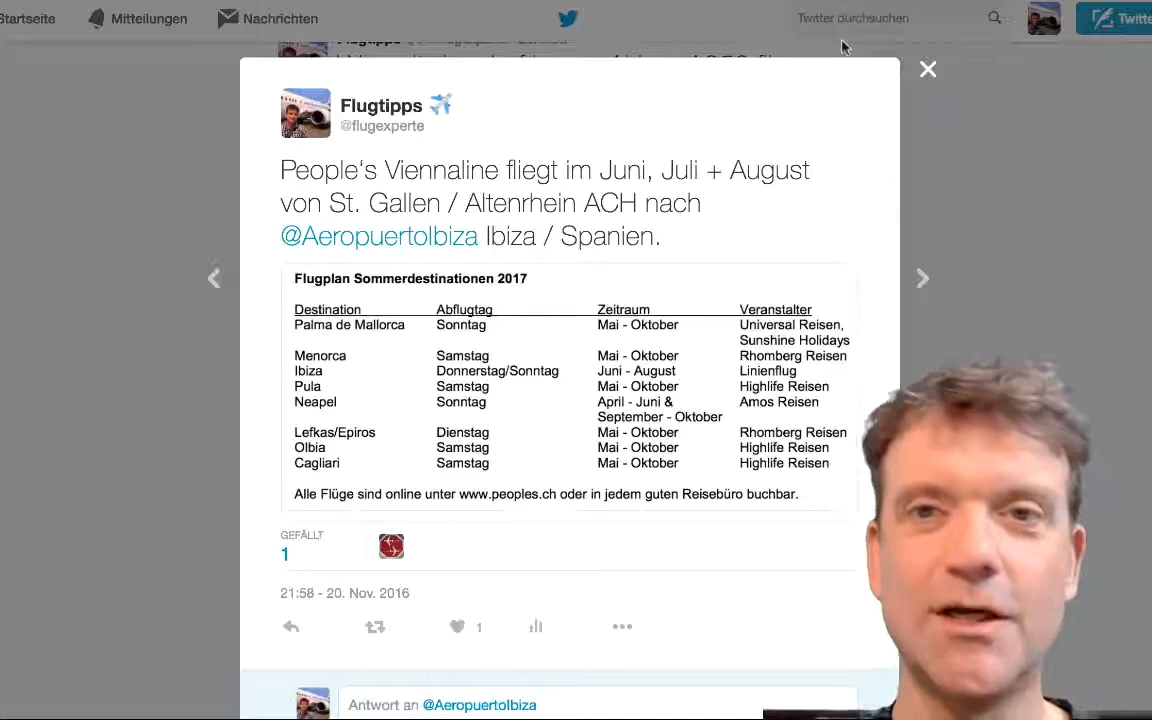 Startseite Mitteilungen Nachrichten Twitter durchsuchen
Flugtipps
@flugexperte
People's Viennaline fliegt im Juni, Juli + August
von St. Gallen / Altenrhein ACH nach
@AeropuertoIbiza Ibiza / Spanien.
Flugplan Sommerdestinationen 2017
Destination Abflugtag Zeitraum Veranstalter
Palma de Mallorca Sonntag Mai - Oktober Universal Reisen,
Sunshine Holidays
Menorca Samstag Mai - Oktober Rhomberg Reisen
Ibiza Donnerstag/Sonntag Juni - August Linienflug
Pula Samstag Mai - Oktober Highlife Reisen
Neapel Sonntag April - Juni & Amos Reisen
September - Oktober
Lefkas/Epiros Dienstag Mai - Oktober Rhomberg Reisen
Olbia Samstag Mai - Oktober Highlife Reisen
Cagliari Samstag Mai - Oktober Highlife Reisen
Alle Flüge sind online unter www.peoples.ch oder in jedem guten Reisebüro buchbar.
GEFÄLLT
1
21:58 - 20. Nov. 2016
1
Antwort an @AeropuertoIbiza